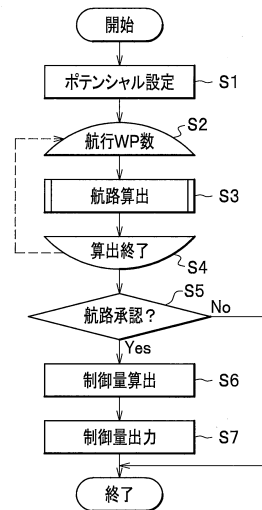 開始
ポテンシャル設定 S1
航行WP数 S2
航路算出 S3
算出終了 S4
航路承認? S5 No
Yes
制御量算出 S6
制御量出力 S7
終了